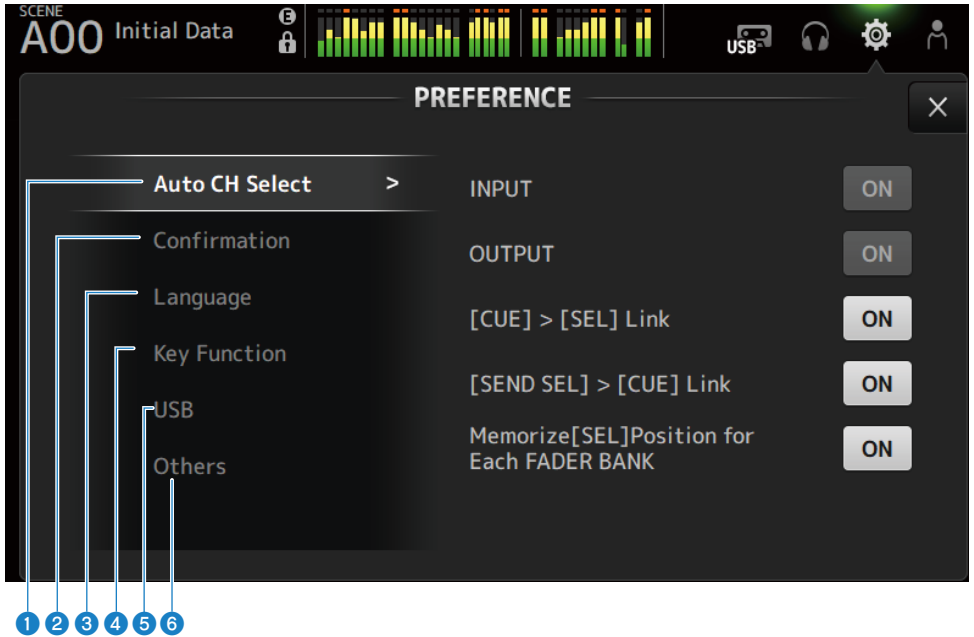 SCENE
A00 Initial Data
E
USB
PREFERENCE
Auto CH Select >
Confirmation
Language
Key Function
USB
Others
INPUT ON
OUTPUT ON
[CUE] > [SEL] Link ON
[SEND SEL] > [CUE] Link ON
Memorize[SEL]Position for
Each FADER BANK ON
1 2 3 4 5 6